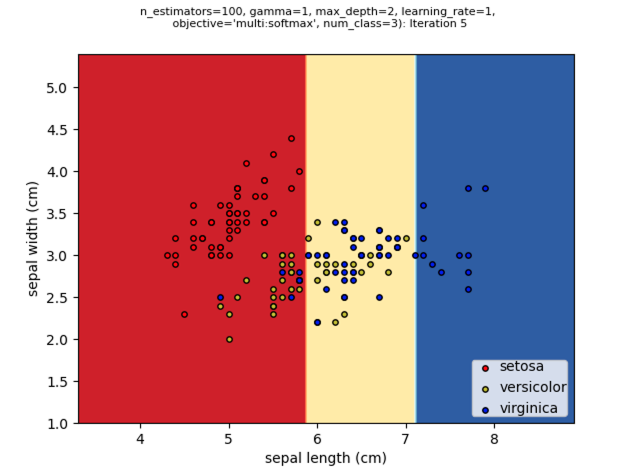 n_estimators=100, gamma=1, max_depth=2, learning_rate=1,
objective='multi:softmax', num_class=3): Iteration 5
5.0
4.5
4.0
3.5
3.0
2.5
2.0
1.5
1.0
sepal width (cm)
setosa
versicolor
virginica
4 5 6 7 8
sepal length (cm)